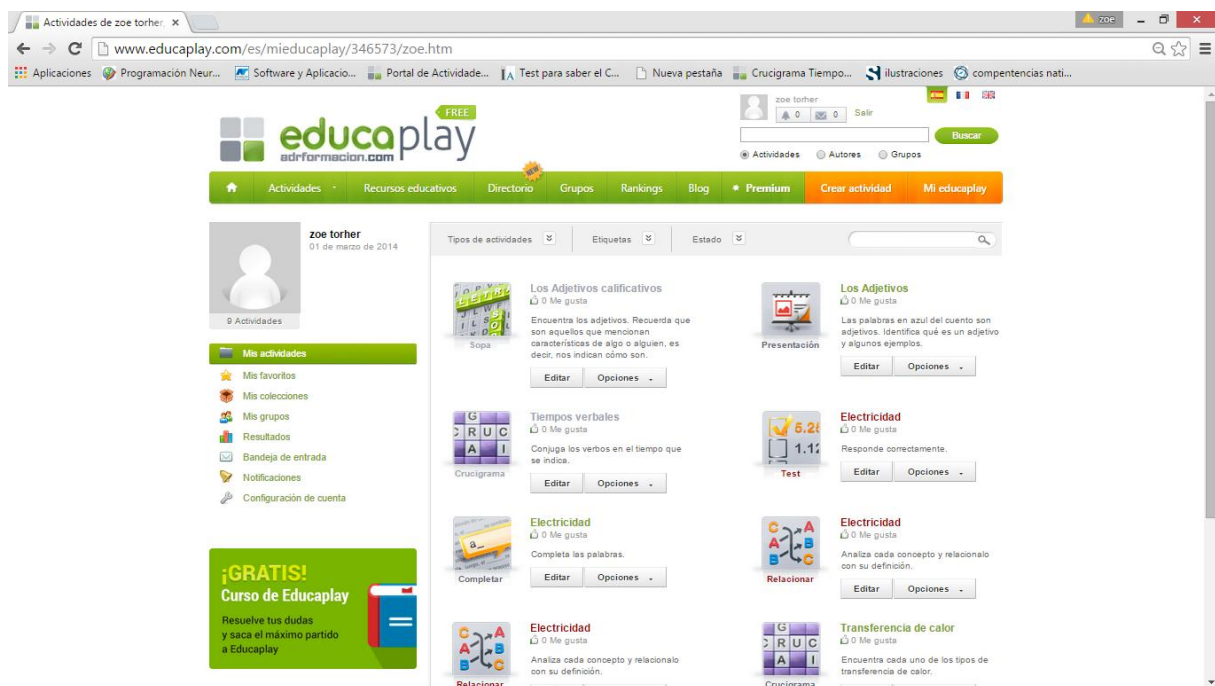 Actividades de zoe torher
zoe
www.educaplay.com/es/mieducaplay/346573/zoe.htm
Aplicaciones Programación Neur... Software y Aplicacio... Portal de Actividade... Test para saber el C... Nueva pestaña Crucigrama Tiempo... ilustraciones compentencias nati...
FREE
educaplay
adrformacion.com
zoe torher
0 0 Salir
Buscar
Actividades Autores Grupos
NEW
Actividades Recursos educativos Directorio Grupos Rankings Blog Premium Crear actividad Mi educaplay
zoe torher
01 de marzo de 2014
9 Actividades
Mis actividades
Mis favoritos
Mis colecciones
Mis grupos
Resultados
Bandeja de entrada
Notificaciones
Configuración de cuenta
¡GRATIS!
Curso de Educaplay
Resuelve tus dudas
y saca el máximo partido
a Educaplay
Tipos de actividades Etiquetas Estado
Sopa
Los Adjetivos calificativos
0 Me gusta
Encuentra los adjetivos. Recuerda que
son aquellos que mencionan
características de algo o alguien, es
decir, nos indican cómo son.
Editar Opciones
Presentación
Los Adjetivos
0 Me gusta
Las palabras en azul del cuento son
adjetivos. Identifica qué es un adjetivo
y algunos ejemplos.
Editar Opciones
Crucigrama
Tiempos verbales
0 Me gusta
Conjuga los verbos en el tiempo que
se indica.
Editar Opciones
Test
Electricidad
0 Me gusta
Responde correctamente.
Editar Opciones
Completar
Electricidad
0 Me gusta
Completa las palabras.
Editar Opciones
Relacionar
Electricidad
0 Me gusta
Analiza cada concepto y relacionalo
con su definición.
Editar Opciones
Relacionar
Electricidad
0 Me gusta
Analiza cada concepto y relacionalo
con su definición.
Crucigrama
Transferencia de calor
0 Me gusta
Encuentra cada uno de los tipos de
transferencia de calor.